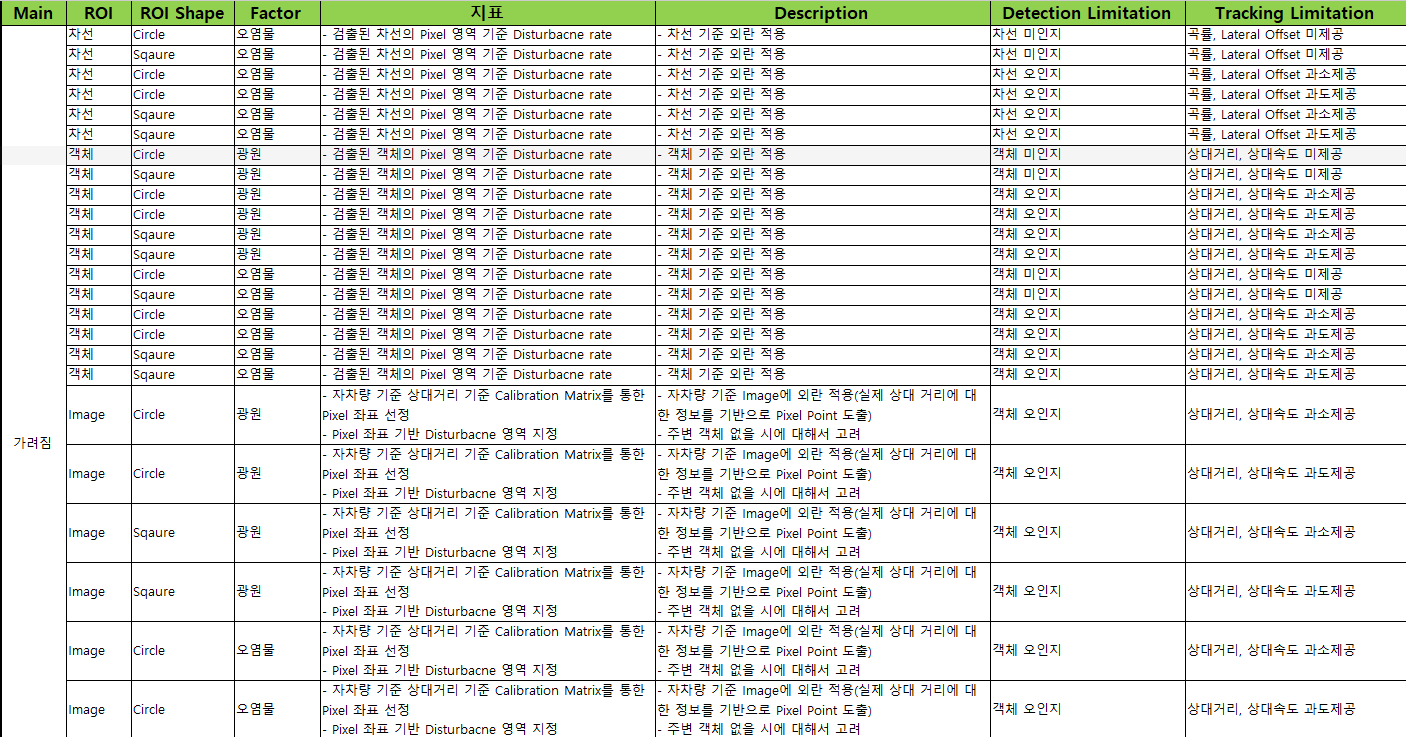 Main ROI ROI Shape Factor 지표 Description Detection Limitation Tracking Limitation
차선 Circle 오염물 - 검출된 차선의 Pixel 영역 기준 Disturbacne rate - 차선 기준 외란 적용 차선 미인지 곡률, Lateral Offset 미제공
차선 Sqaure 오염물 - 검출된 차선의 Pixel 영역 기준 Disturbacne rate - 차선 기준 외란 적용 차선 미인지 곡률, Lateral Offset 미제공
차선 Circle 오염물 - 검출된 차선의 Pixel 영역 기준 Disturbacne rate - 차선 기준 외란 적용 차선 오인지 곡률, Lateral Offset 과소제공
차선 Circle 오염물 - 검출된 차선의 Pixel 영역 기준 Disturbacne rate - 차선 기준 외란 적용 차선 오인지 곡률, Lateral Offset 과도제공
차선 Sqaure 오염물 - 검출된 차선의 Pixel 영역 기준 Disturbacne rate - 차선 기준 외란 적용 차선 오인지 곡률, Lateral Offset 과소제공
차선 Sqaure 오염물 - 검출된 차선의 Pixel 영역 기준 Disturbacne rate - 차선 기준 외란 적용 차선 오인지 곡률, Lateral Offset 과도제공
객체 Circle 광원 - 검출된 객체의 Pixel 영역 기준 Disturbacne rate - 객체 기준 외란 적용 객체 미인지 상대거리, 상대속도 미제공
객체 Sqaure 광원 - 검출된 객체의 Pixel 영역 기준 Disturbacne rate - 객체 기준 외란 적용 객체 미인지 상대거리, 상대속도 미제공
객체 Circle 광원 - 검출된 객체의 Pixel 영역 기준 Disturbacne rate - 객체 기준 외란 적용 객체 오인지 상대거리, 상대속도 과소제공
객체 Circle 광원 - 검출된 객체의 Pixel 영역 기준 Disturbacne rate - 객체 기준 외란 적용 객체 오인지 상대거리, 상대속도 과도제공
객체 Sqaure 광원 - 검출된 객체의 Pixel 영역 기준 Disturbacne rate - 객체 기준 외란 적용 객체 오인지 상대거리, 상대속도 과소제공
객체 Sqaure 광원 - 검출된 객체의 Pixel 영역 기준 Disturbacne rate - 객체 기준 외란 적용 객체 오인지 상대거리, 상대속도 과도제공
객체 Circle 오염물 - 검출된 객체의 Pixel 영역 기준 Disturbacne rate - 객체 기준 외란 적용 객체 미인지 상대거리, 상대속도 미제공
객체 Sqaure 오염물 - 검출된 객체의 Pixel 영역 기준 Disturbacne rate - 객체 기준 외란 적용 객체 미인지 상대거리, 상대속도 미제공
객체 Circle 오염물 - 검출된 객체의 Pixel 영역 기준 Disturbacne rate - 객체 기준 외란 적용 객체 오인지 상대거리, 상대속도 과소제공
객체 Circle 오염물 - 검출된 객체의 Pixel 영역 기준 Disturbacne rate - 객체 기준 외란 적용 객체 오인지 상대거리, 상대속도 과도제공
객체 Sqaure 오염물 - 검출된 객체의 Pixel 영역 기준 Disturbacne rate - 객체 기준 외란 적용 객체 오인지 상대거리, 상대속도 과소제공
객체 Sqaure 오염물 - 검출된 객체의 Pixel 영역 기준 Disturbacne rate - 객체 기준 외란 적용 객체 오인지 상대거리, 상대속도 과도제공
- 자차량 기준 상대거리 기준 Calibration Matrix를 통한 - 자차량 기준 Image에 외란 적용(실제 상대 거리에 대
Image Circle 광원 Pixel 좌표 선정 한 정보를 기반으로 Pixel Point 도출) 객체 오인지 상대거리, 상대속도 과소제공
- Pixel 좌표 기반 Disturbacne 영역 지정 - 주변 객체 없을 시에 대해서 고려
가려짐
- 자차량 기준 상대거리 기준 Calibration Matrix를 통한 - 자차량 기준 Image에 외란 적용(실제 상대 거리에 대
Image Circle 광원 Pixel 좌표 선정 한 정보를 기반으로 Pixel Point 도출) 객체 오인지 상대거리, 상대속도 과도제공
- Pixel 좌표 기반 Disturbacne 영역 지정 - 주변 객체 없을 시에 대해서 고려
- 자차량 기준 상대거리 기준 Calibration Matrix를 통한 - 자차량 기준 Image에 외란 적용(실제 상대 거리에 대
Image Sqaure 광원 Pixel 좌표 선정 한 정보를 기반으로 Pixel Point 도출) 객체 오인지 상대거리, 상대속도 과소제공
- Pixel 좌표 기반 Disturbacne 영역 지정 - 주변 객체 없을 시에 대해서 고려
- 자차량 기준 상대거리 기준 Calibration Matrix를 통한 - 자차량 기준 Image에 외란 적용(실제 상대 거리에 대
Image Sqaure 광원 Pixel 좌표 선정 한 정보를 기반으로 Pixel Point 도출) 객체 오인지 상대거리, 상대속도 과도제공
- Pixel 좌표 기반 Disturbacne 영역 지정 - 주변 객체 없을 시에 대해서 고려
- 자차량 기준 상대거리 기준 Calibration Matrix를 통한 - 자차량 기준 Image에 외란 적용(실제 상대 거리에 대
Image Circle 오염물 Pixel 좌표 선정 한 정보를 기반으로 Pixel Point 도출) 객체 오인지 상대거리, 상대속도 과소제공
- Pixel 좌표 기반 Disturbacne 영역 지정 - 주변 객체 없을 시에 대해서 고려
- 자차량 기준 상대거리 기준 Calibration Matrix를 통한 - 자차량 기준 Image에 외란 적용(실제 상대 거리에 대
Image Circle 오염물 Pixel 좌표 선정 한 정보를 기반으로 Pixel Point 도출) 객체 오인지 상대거리, 상대속도 과도제공
- Pixel 좌표 기반 Disturbacne 영역 지정 - 주변 객체 없을 시에 대해서 고려